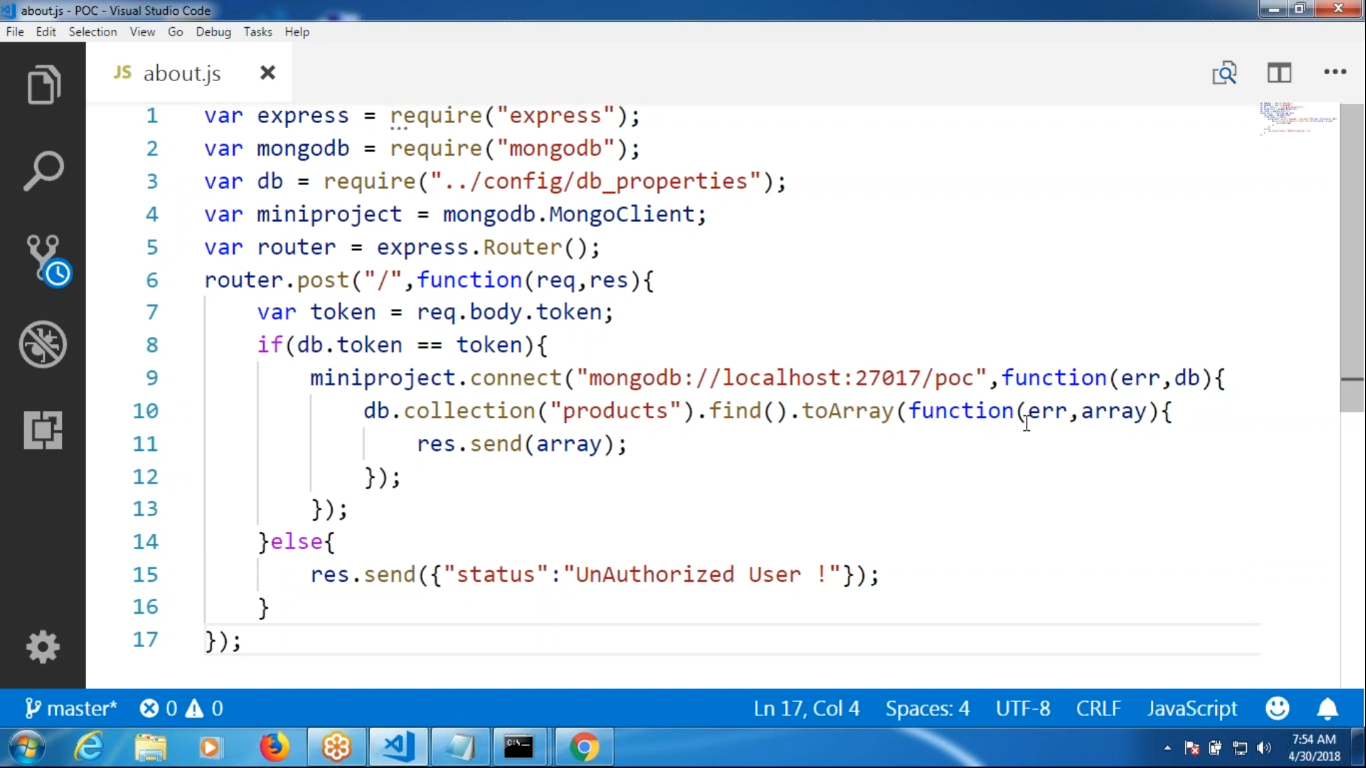 about.js - POC - Visual Studio Code
File Edit Selection View Go Debug Tasks Help
JS about.js
1 var express = require("express");
2 var mongodb = require("mongodb");
3 var db = require("../config/db_properties");
4 var miniproject = mongodb.MongoClient;
5 var router = express.Router();
6 router.post("/",function(req,res){
7 var token = req.body.token;
8 if(db.token == token){
9 miniproject.connect("mongodb://localhost:27017/poc",function(err,db){
10 db.collection("products").find().toArray(function(err,array){
11 res.send(array);
12 });
13 });
14 }else{
15 res.send({"status":"UnAuthorized User !"});
16 }
17 });
master* 0 0 Ln 17, Col 4 Spaces: 4 UTF-8 CRLF JavaScript
7:54 AM
4/30/2018